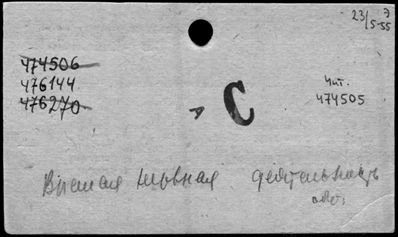 23/5-55
474506
476144
476270
А
С
Чит.
474505
Высшая нервная деятельность